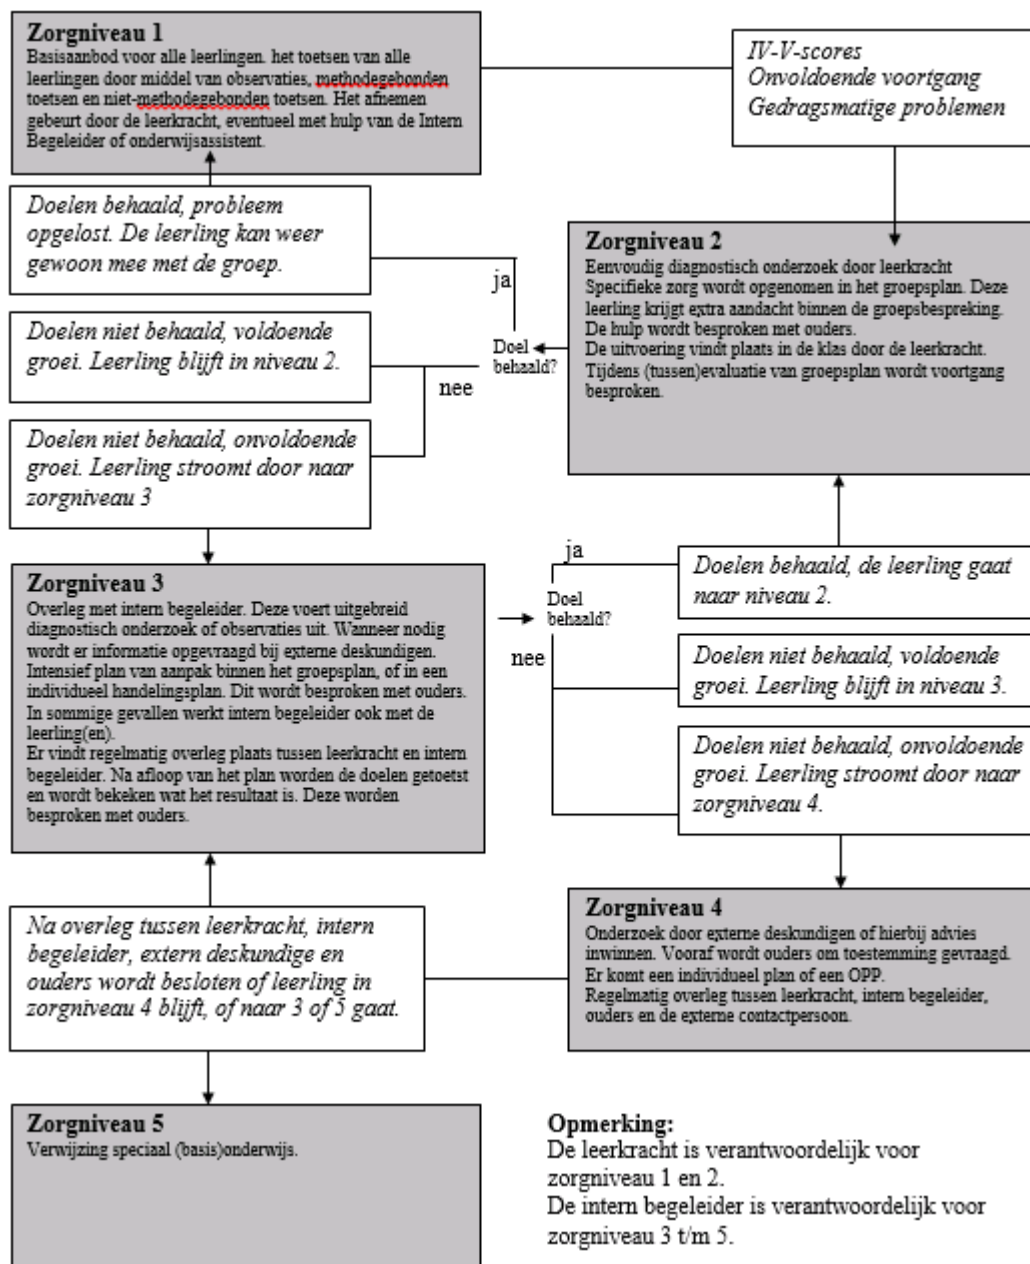 Zorgniveau 1
Basisaanbod voor alle leerlingen. het toetsen van alle
leerlingen door middel van observaties, methodegebonden
toetsen en niet-methodegebonden toetsen. Het afnemen
gebeurt door de leerkracht, eventueel met hulp van de Intern
Begeleider of onderwijsassistent.
IV-V-scores
Onvoldoende voortgang
Gedragsmatige problemen
Doelen behaald, probleem
opgelost. De leerling kan weer
gewoon mee met de groep.
Zorgniveau 2
Eenvoudig diagnostisch onderzoek door leerkracht
Specifieke zorg wordt opgenomen in het groepsplan. Deze
leerling krijgt extra aandacht binnen de groepsbespreking.
De hulp wordt besproken met ouders.
De uitvoering vindt plaats in de klas door de leerkracht.
Tijdens (tussen)evaluatie van groepsplan wordt voortgang
besproken.
ja
Doel
behaald?
nee
Doelen niet behaald, voldoende
groei. Leerling blijft in niveau 2.
Doelen niet behaald, onvoldoende
groei. Leerling stroomt door naar
zorgniveau 3
Zorgniveau 3
Overleg met intern begeleider. Deze voert uitgebreid
diagnostisch onderzoek of observaties uit. Wanneer nodig
wordt er informatie opgevraagd bij externe deskundigen.
Intensief plan van aanpak binnen het groepsplan, of in een
individueel handelingsplan. Dit wordt besproken met ouders.
In sommige gevallen werkt intern begeleider ook met de
leerling(en).
Er vindt regelmatig overleg plaats tussen leerkracht en intern
begeleider. Na afloop van het plan worden de doelen getoetst
en wordt bekeken wat het resultaat is. Deze worden
besproken met ouders.
ja
Doel
behaald?
nee
Doelen behaald, de leerling gaat
naar niveau 2.
Doelen niet behaald, voldoende
groei. Leerling blijft in niveau 3.
Doelen niet behaald, onvoldoende
groei. Leerling stroomt door naar
zorgniveau 4.
Na overleg tussen leerkracht, intern
begeleider, extern deskundige en
ouders wordt besloten of leerling in
zorgniveau 4 blijft, of naar 3 of 5 gaat.
Zorgniveau 4
Onderzoek door externe deskundigen of hierbij advies
inwinnen. Vooraf wordt ouders om toestemming gevraagd.
Er komt een individueel plan of een OPP.
Regelmatig overleg tussen leerkracht, intern begeleider,
ouders en de externe contactpersoon.
Zorgniveau 5
Verwijzing speciaal (basis)onderwijs.
Opmerking:
De leerkracht is verantwoordelijk voor
zorgniveau 1 en 2.
De intern begeleider is verantwoordelijk voor
zorgniveau 3 t/m 5.